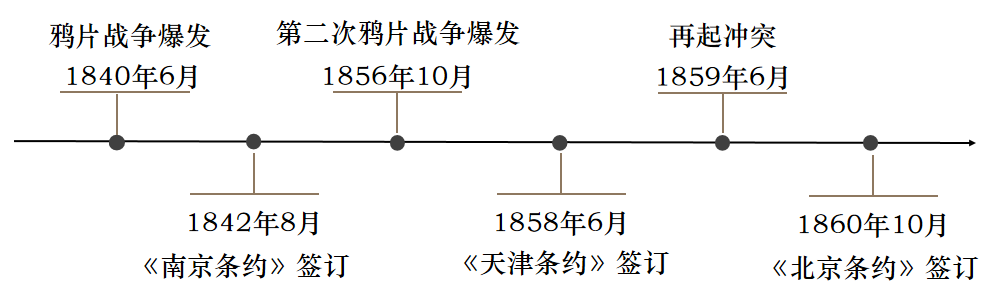 鸦片战争爆发
1840年6月
第二次鸦片战争爆发
1856年10月
再起冲突
1859年6月
1842年8月
《南京条约》签订
1858年6月
《天津条约》签订
1860年10月
《北京条约》签订